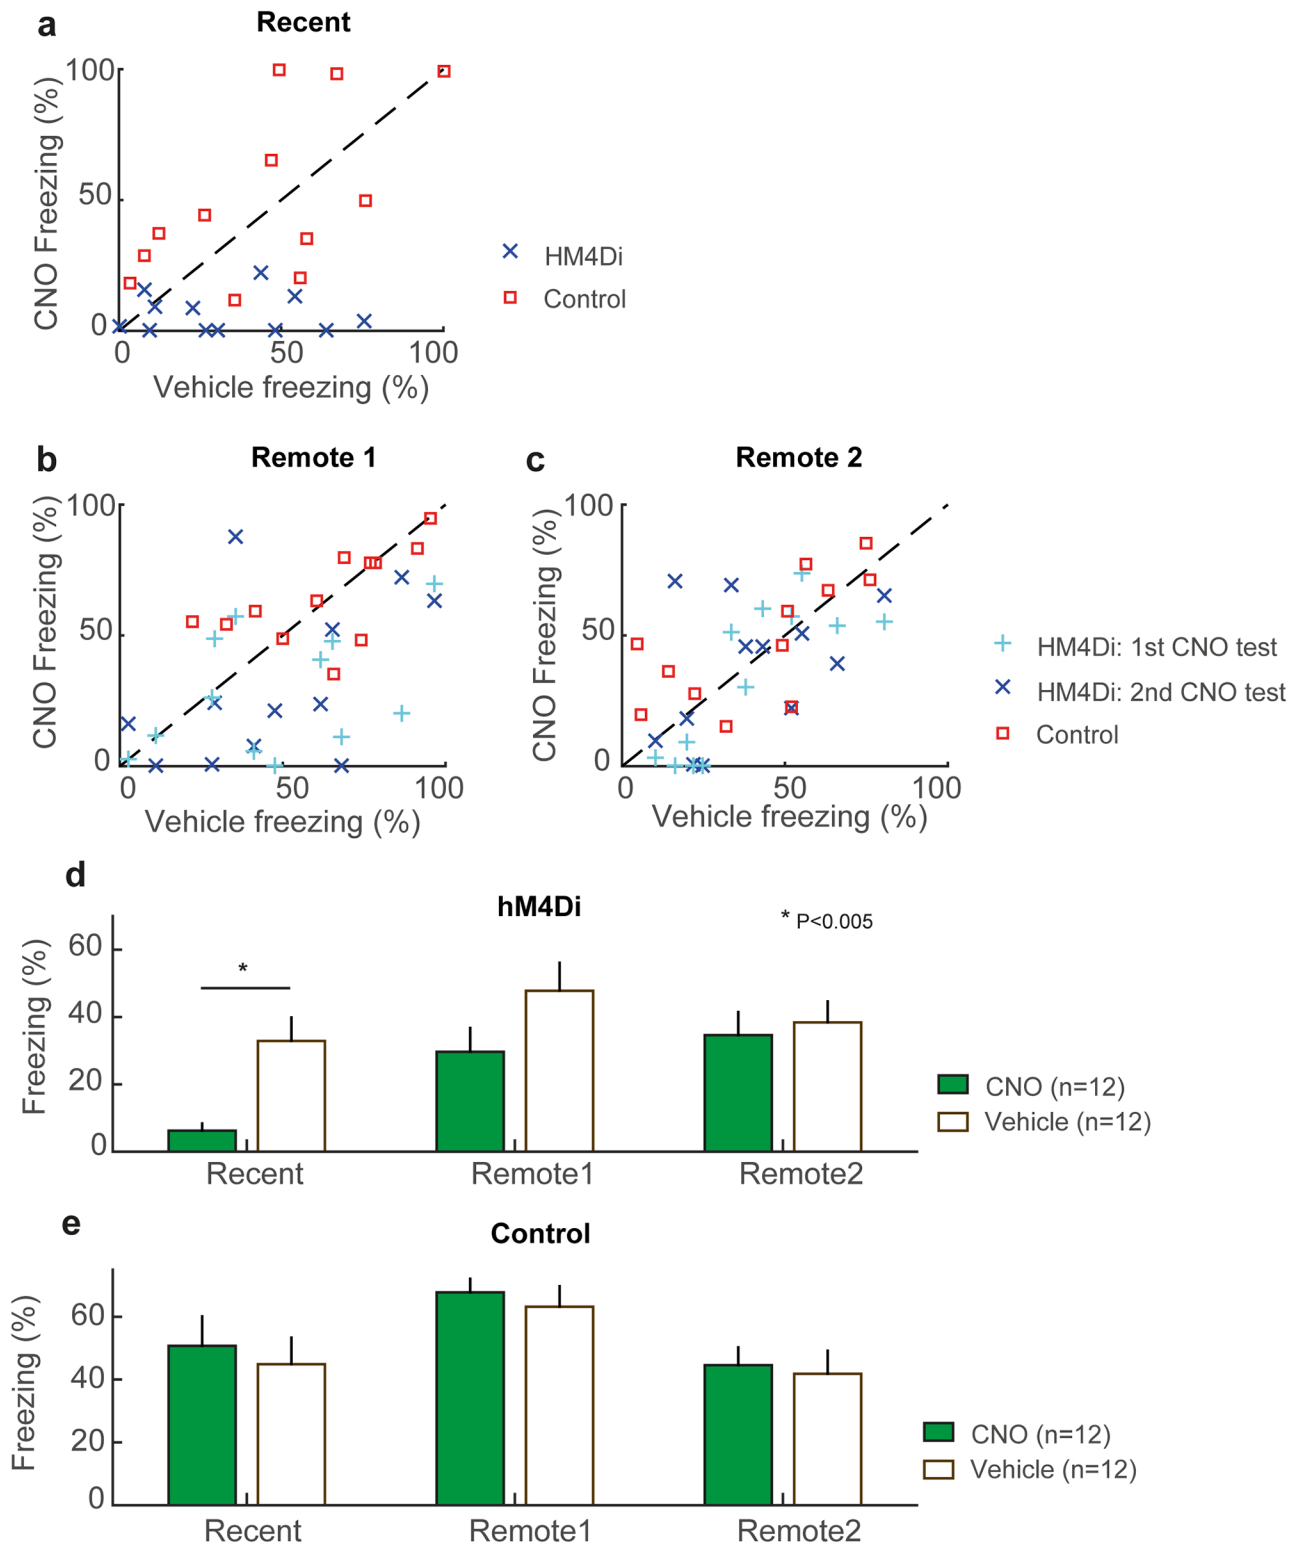 a
Recent
CNO Freezing (%)
100
50
0
0 50 100
Vehicle freezing (%)
HM4Di
Control
b
Remote 1
CNO Freezing (%)
100
50
0
0 50 100
Vehicle freezing (%)
c
Remote 2
CNO Freezing (%)
100
50
0
0 50 100
Vehicle freezing (%)
HM4Di: 1st CNO test
HM4Di: 2nd CNO test
Control
d
hM4Di
* P<0.005
*
Freezing (%)
60
40
20
0
Recent Remote1 Remote2
CNO (n=12)
Vehicle (n=12)
e
Control
Freezing (%)
60
40
20
0
Recent Remote1 Remote2
CNO (n=12)
Vehicle (n=12)